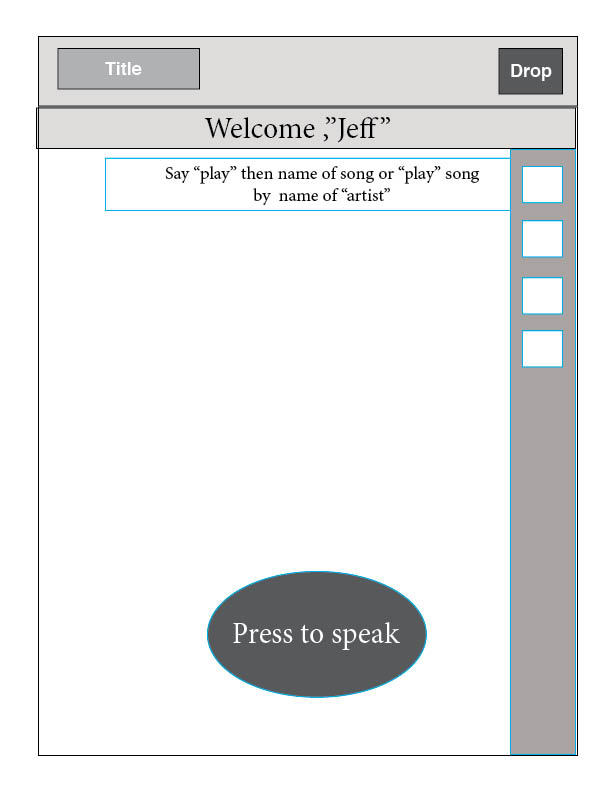 Title
Drop
Welcome ,”Jeff”
Say “play” then name of song or “play” song
by name of “artist”
Press to speak